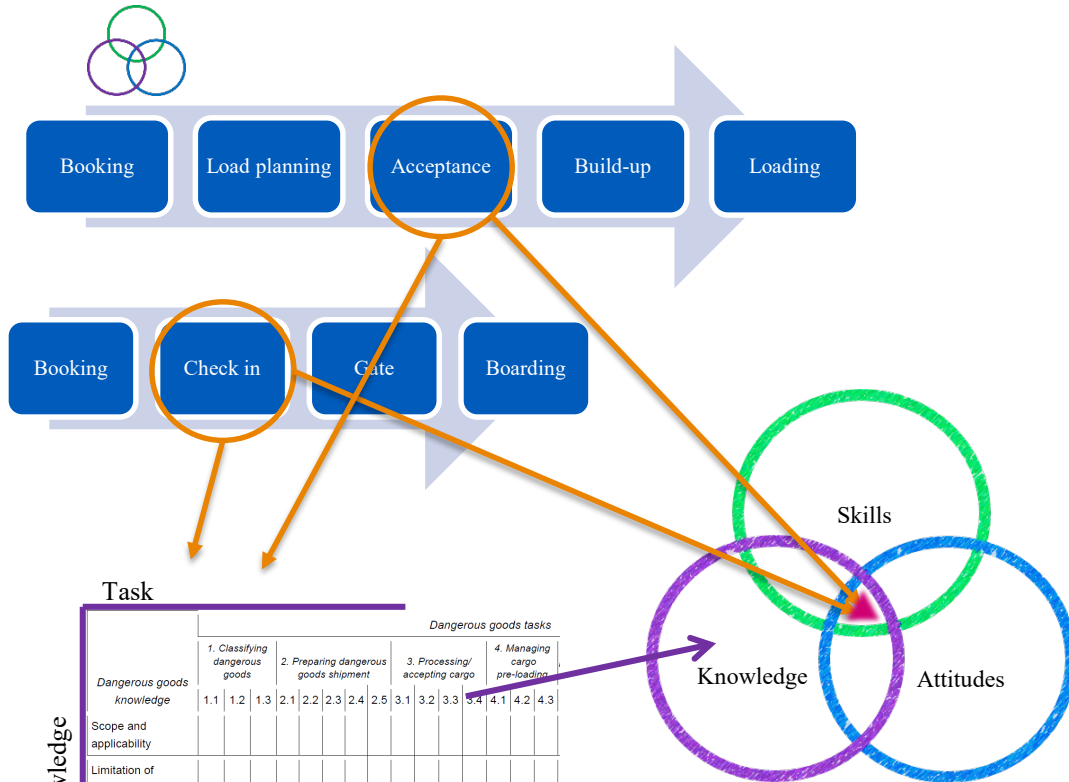 Booking
Load planning
Acceptance
Build-up
Loading
Booking
Check in
Gate
Boarding
Skills
Knowledge
Attitudes
Task
Dangerous goods tasks
1. Classifying
dangerous
goods
2. Preparing dangerous
goods shipment
3. Processing/
accepting cargo
4. Managing
cargo
pre-loading
Dangerous goods
knowledge
1.1 1.2 1.3 2.1 2.2 2.3 2.4 2.5 3.1 3.2 3.3 3.4 4.1 4.2 4.3
Scope and
applicability
Limitation of
wledge